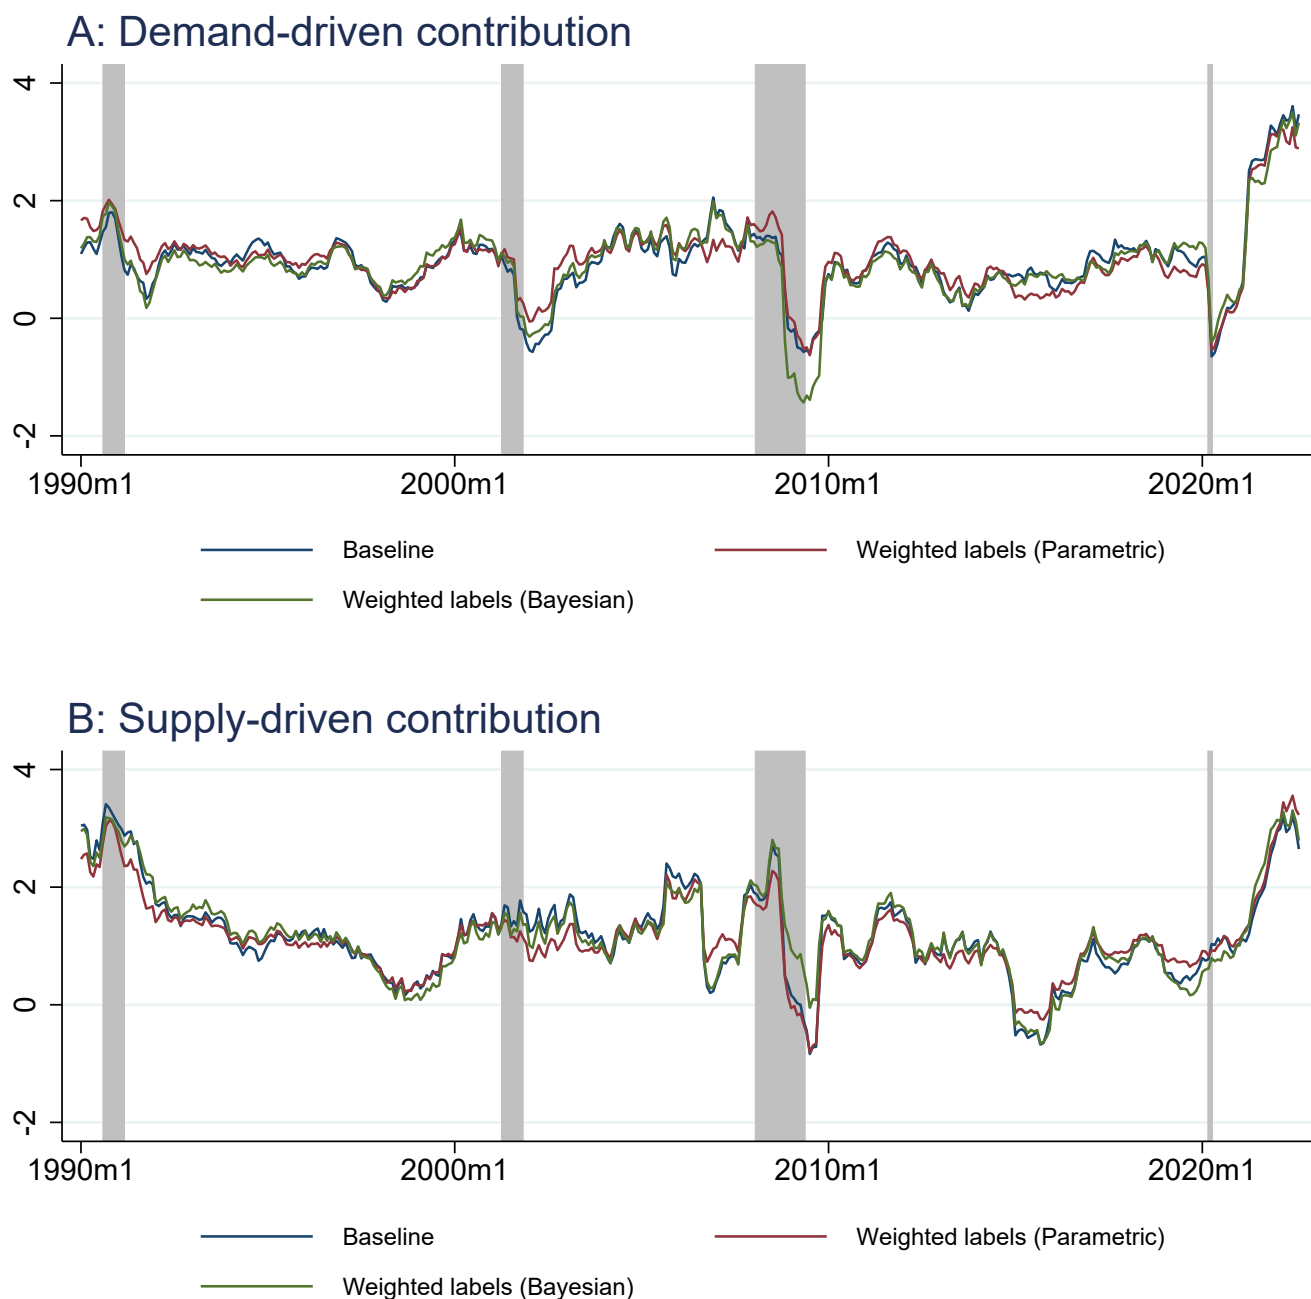 A: Demand-driven contribution
4
2
0
-2
1990m1 2000m1 2010m1 2020m1
Baseline Weighted labels (Parametric)
Weighted labels (Bayesian)
B: Supply-driven contribution
4
2
0
-2
1990m1 2000m1 2010m1 2020m1
Baseline Weighted labels (Parametric)
Weighted labels (Bayesian)